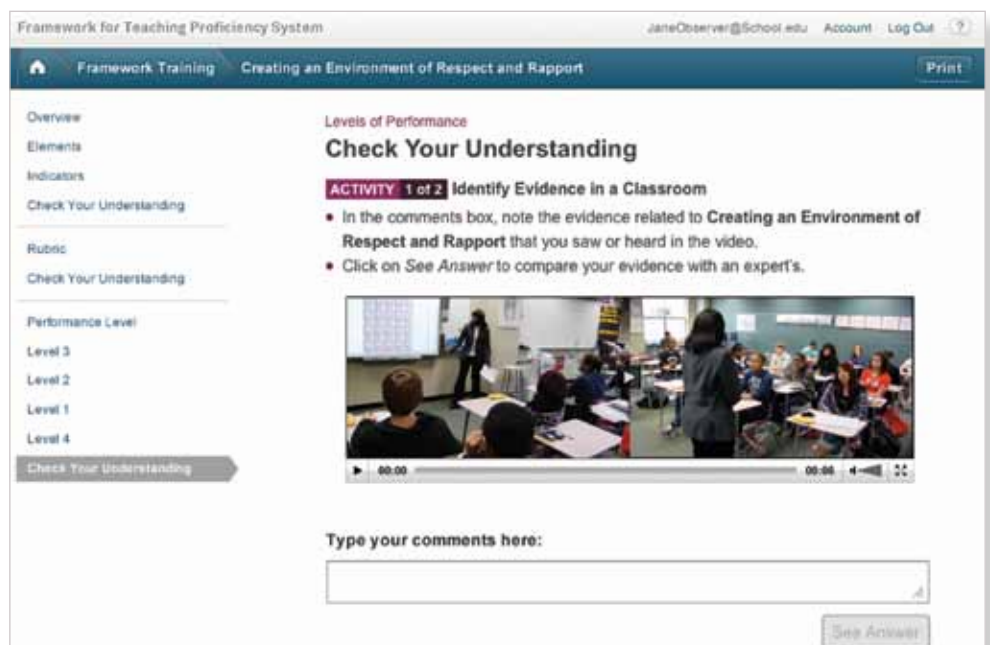 Framework for Teaching Proficiency System
JaneObserver@School.edu Account Log Out ?
Framework Training Creating an Environment of Respect and Rapport Print
Overview
Elements
Indicators
Check Your Understanding
Rubric
Check Your Understanding
Performance Level
Level 3
Level 2
Level 1
Level 4
Check Your Understanding
Levels of Performance
Check Your Understanding
ACTIVITY 1 of 2 Identify Evidence in a Classroom
• In the comments box, note the evidence related to Creating an Environment of
Respect and Rapport that you saw or heard in the video.
• Click on See Answer to compare your evidence with an expert's.
00:00 00:06
Type your comments here:
See Answer